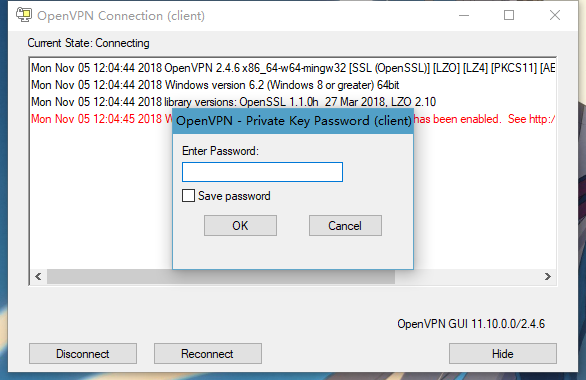 OpenVPN Connection (client)
Current State: Connecting
Mon Nov 05 12:04:44 2018 OpenVPN 2.4.6 x86_64-w64-mingw32 [SSL (OpenSSL)] [LZO] [LZ4] [PKCS11] [AE
Mon Nov 05 12:04:44 2018 Windows version 6.2 (Windows 8 or greater) 64bit
Mon Nov 05 12:04:44 2018 library versions: OpenSSL 1.1.0h  27 Mar 2018, LZO 2.10
Mon Nov 05 12:04:45 2018 W has been enabled.  See http:/
OpenVPN - Private Key Password (client)
Enter Password:
Save password
OK Cancel
OpenVPN GUI 11.10.0.0/2.4.6
Disconnect Reconnect Hide